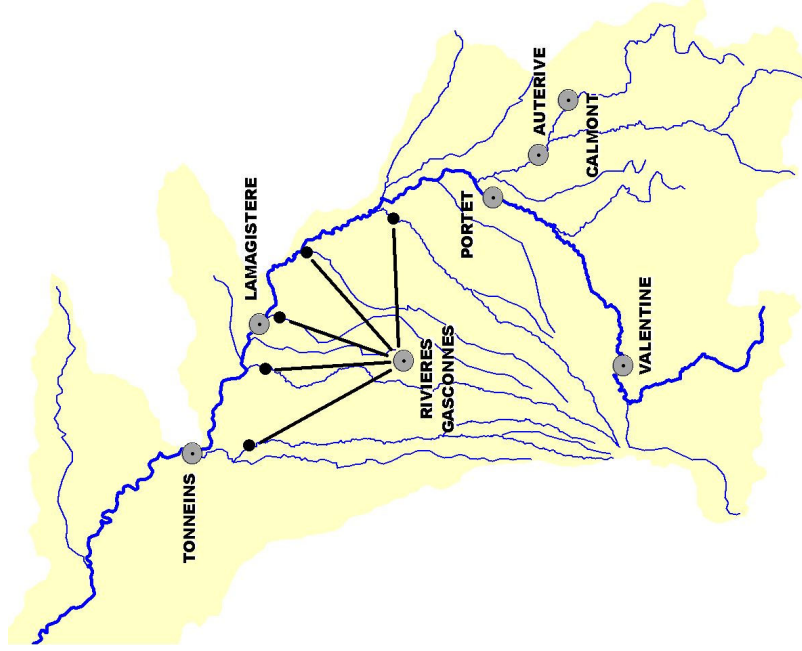 TONNEINS
LAMAGISTERE
RIVIERES
GASCONNES
PORTET
AUTERIVE
CALMONT
VALENTINE